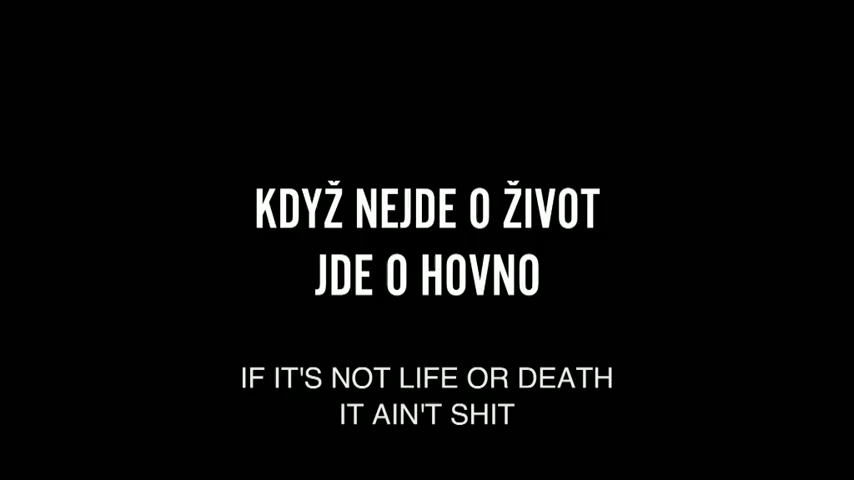 KDYŽ NEJDE O ŽIVOT
JDE O HOVNO
IF IT'S NOT LIFE OR DEATH
IT AIN'T SHIT